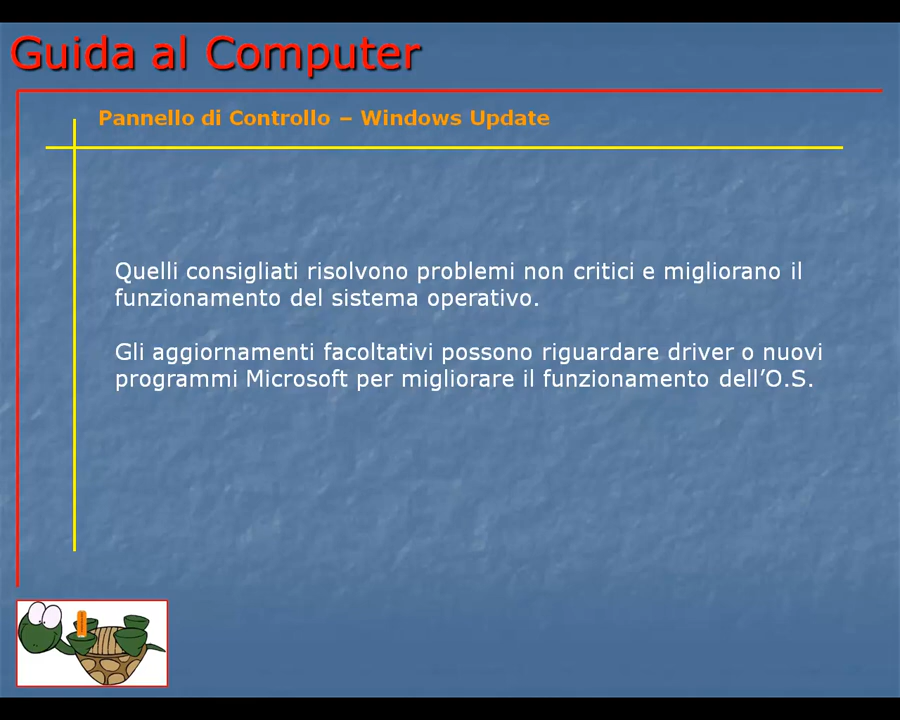 Guida al Computer
Pannello di Controllo – Windows Update
Quelli consigliati risolvono problemi non critici e migliorano il
funzionamento del sistema operativo.
Gli aggiornamenti facoltativi possono riguardare driver o nuovi
programmi Microsoft per migliorare il funzionamento dell’O.S.